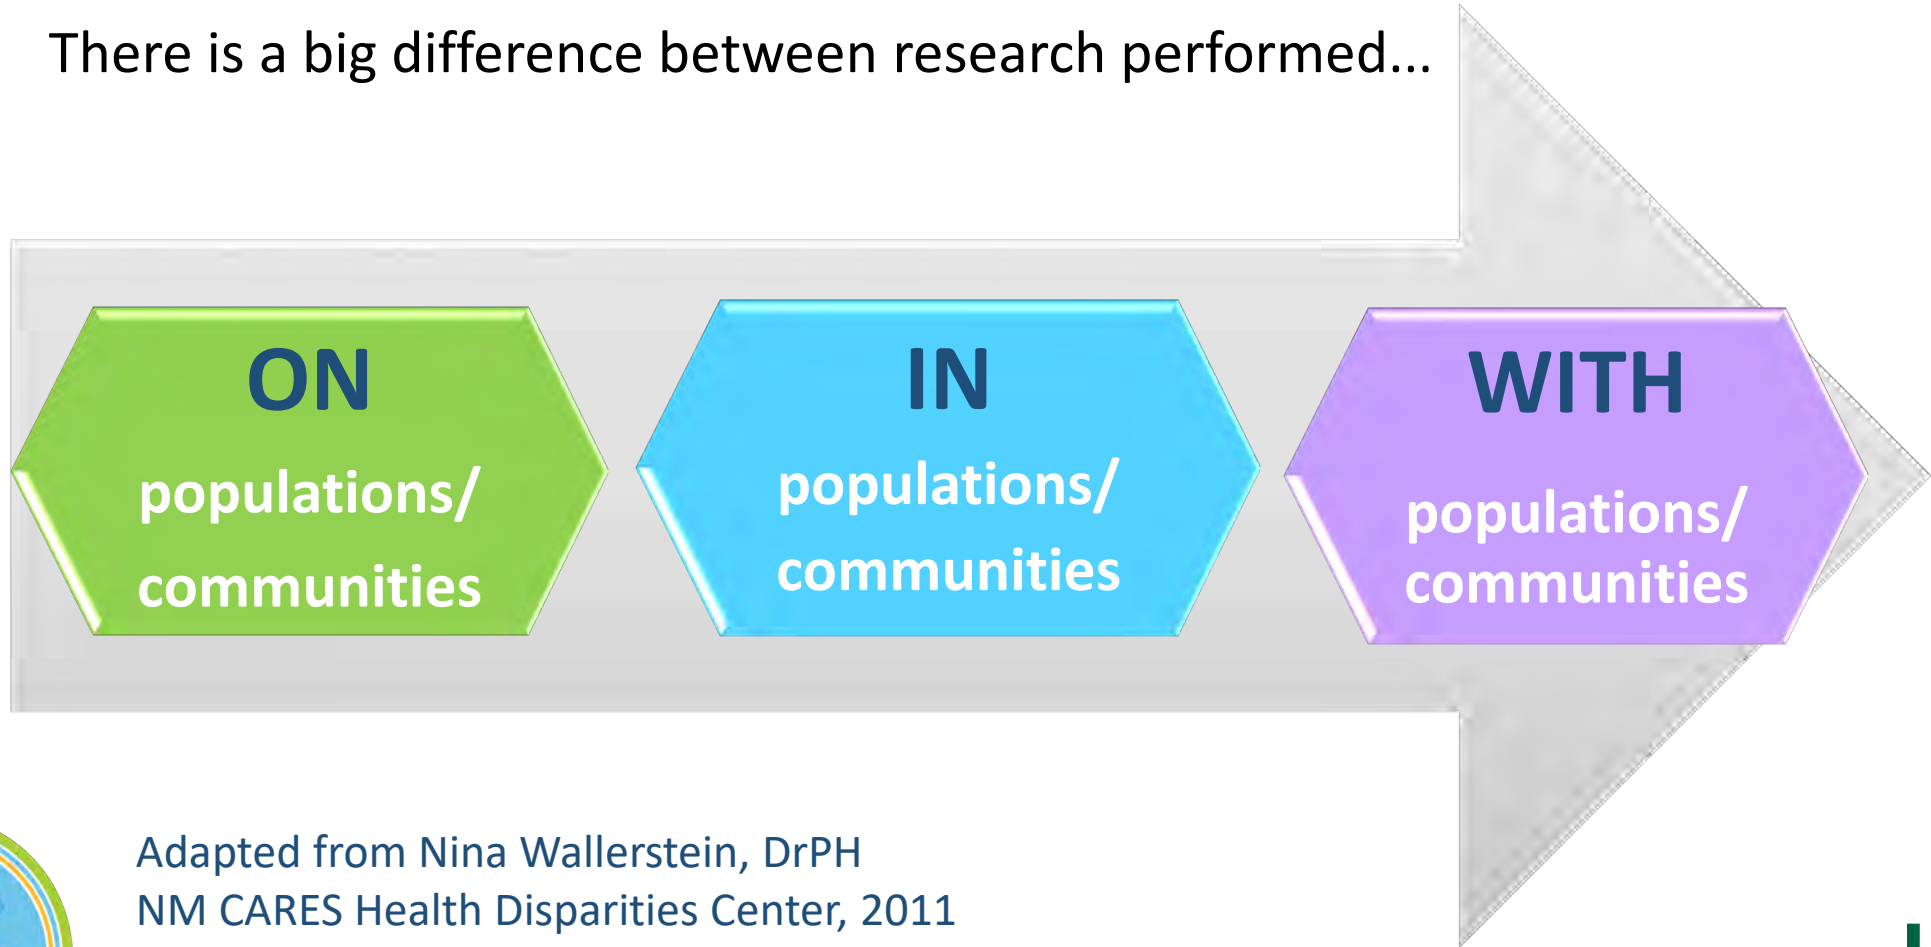 There is a big difference between research performed...
ON
populations/
communities
IN
populations/
communities
WITH
populations/
communities
Adapted from Nina Wallerstein, DrPH
NM CARES Health Disparities Center, 2011